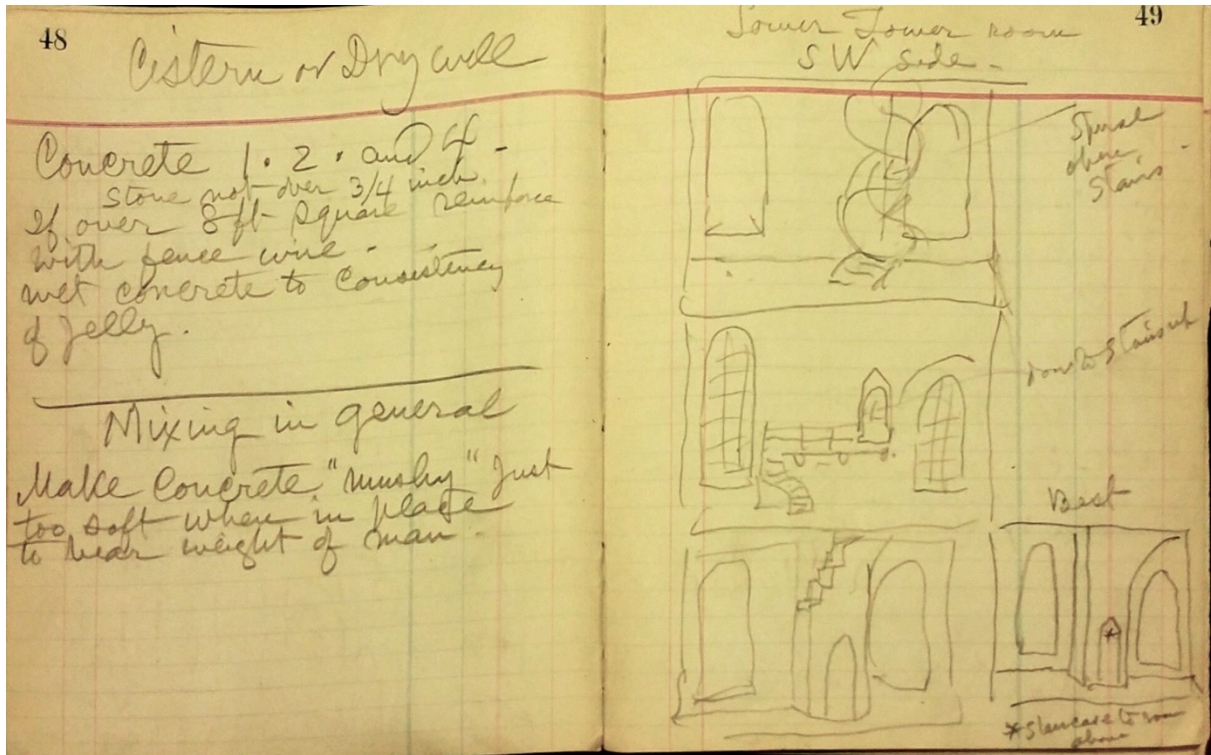 48
Cistern or Dry well
Concrete 1 . 2 . and 4 -
Stone not over 3/4 inch.
If over 8 ft square reinforce
with fence wire -
wet concrete to Consistency
of Jelly.
Mixing in general
Make Concrete "mushy" Just
too soft when in place
to bear weight of man.
49
Lower Tower room
SW Side -
Spiral
open
Stairs
Best
* Staircase to room
above